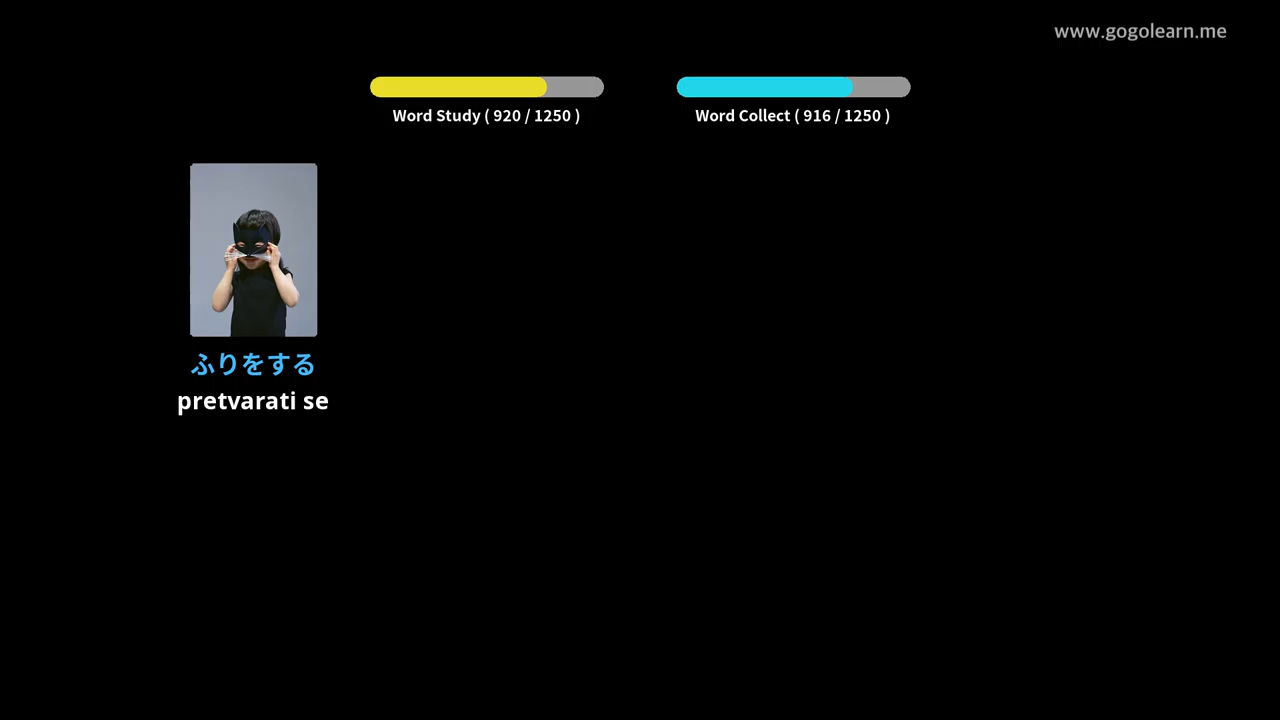 www.gogolearn.me
Word Study ( 920 / 1250 )
Word Collect ( 916 / 1250 )
ふりをする
pretvarati se